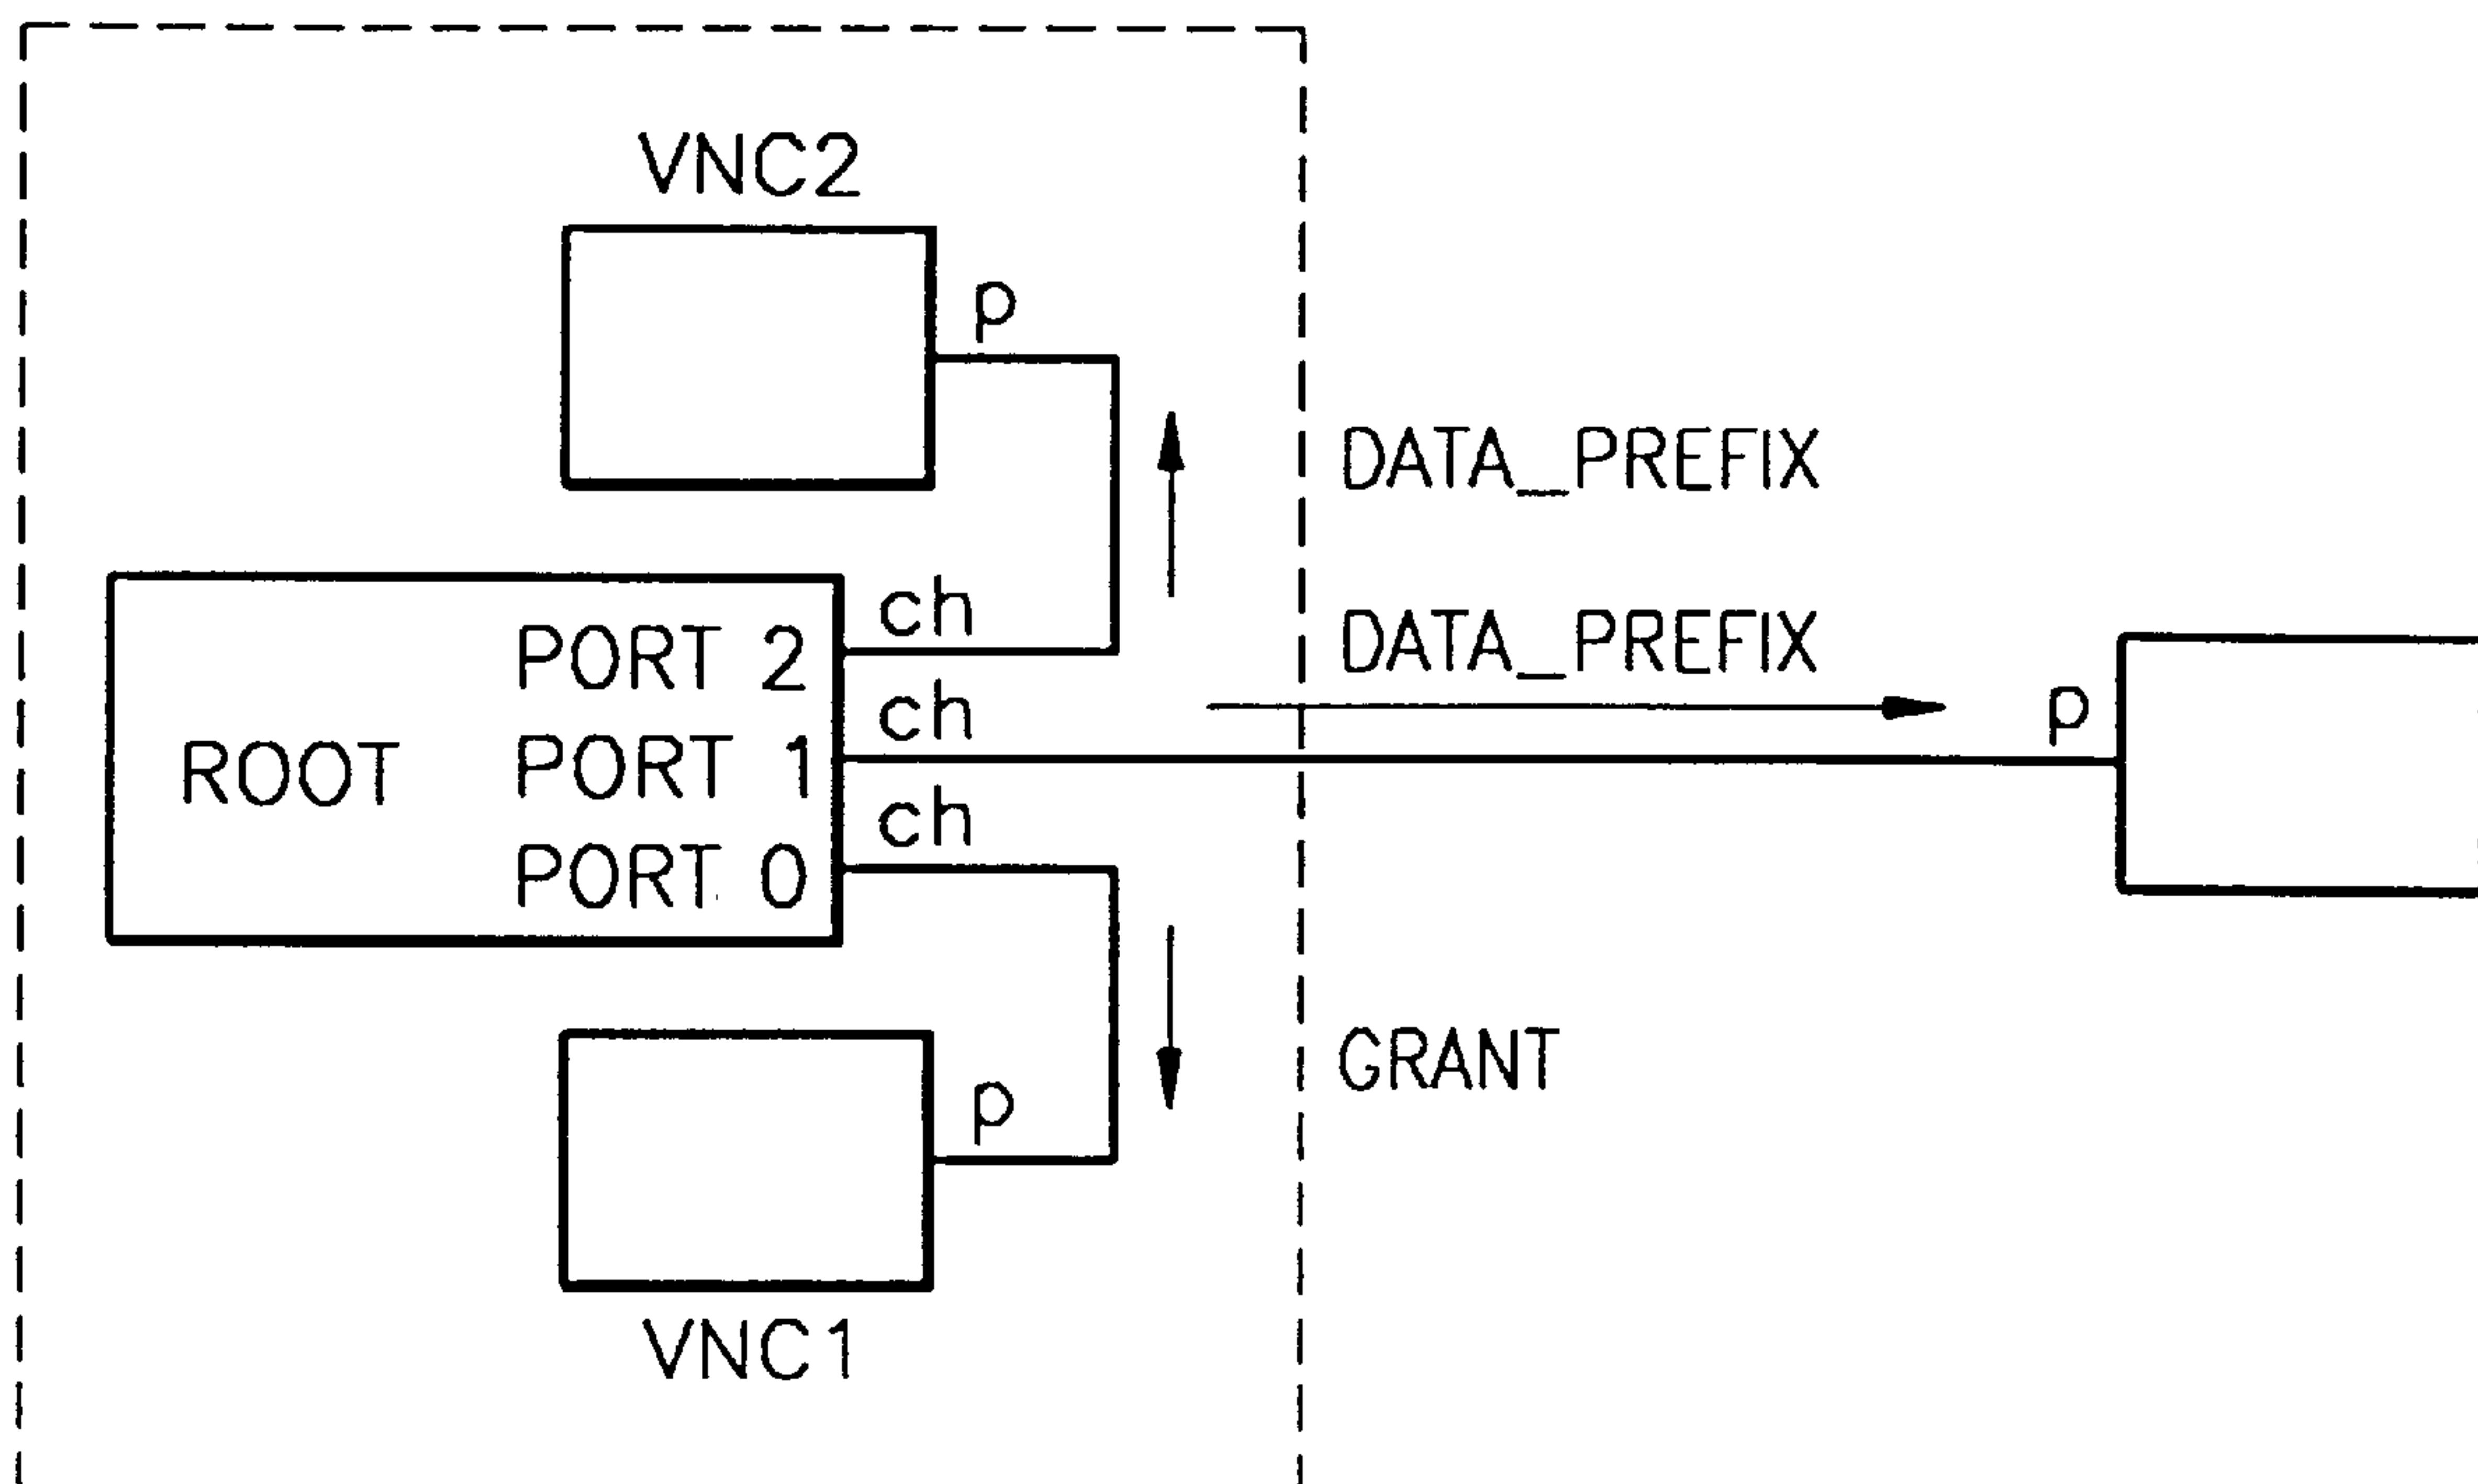 VNC2
p
DATA_PREFIX
ch
PORT 2
DATA_PREFIX
ch
p
ROOT
PORT 1
ch
PORT 0
GRANT
p
VNC1